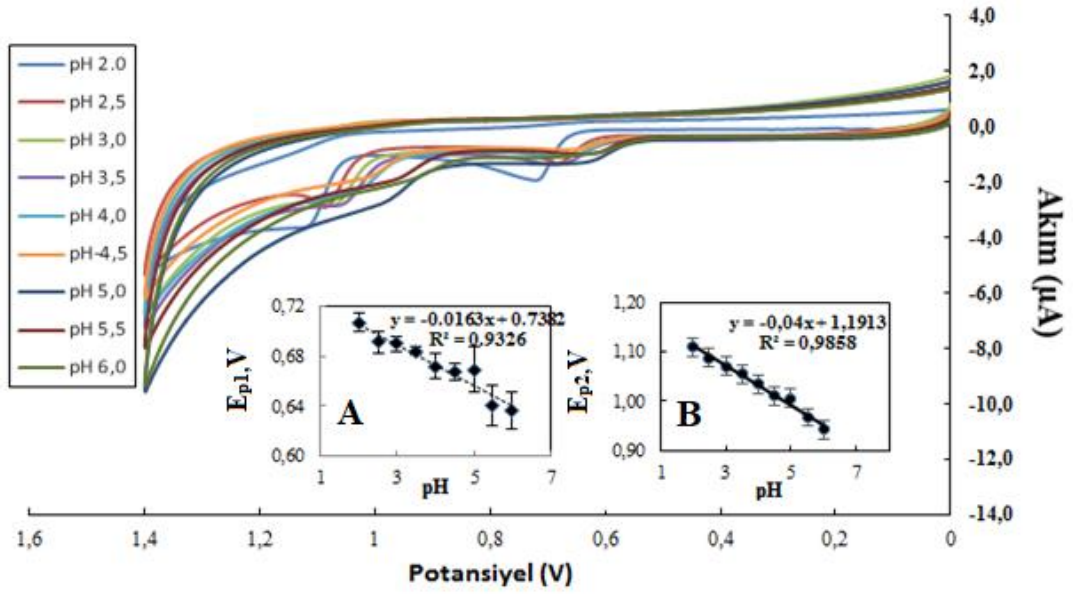 pH 2.0
pH 2,5
pH 3,0
pH 3,5
pH 4,0
pH-4,5
pH 5,0
pH 5,5
pH 6,0
4,0
2,0
0,0
-2,0
-4,0
-6,0
-8,0
-10,0
-12,0
-14,0
Akım (µA)
0,72
0,68
0,64
0,60
Ep1,V
y = -0.0163x + 0.7382
R² = 0,9326
A
1 3 5 7
pH
1,20
1,10
1,00
0,90
Ep2,V
y = -0,04x + 1,1913
R² = 0,9858
B
1 3 5 7
pH
1,6 1,4 1,2 1 0,8 0,6 0,4 0,2 0
Potansiyel (V)